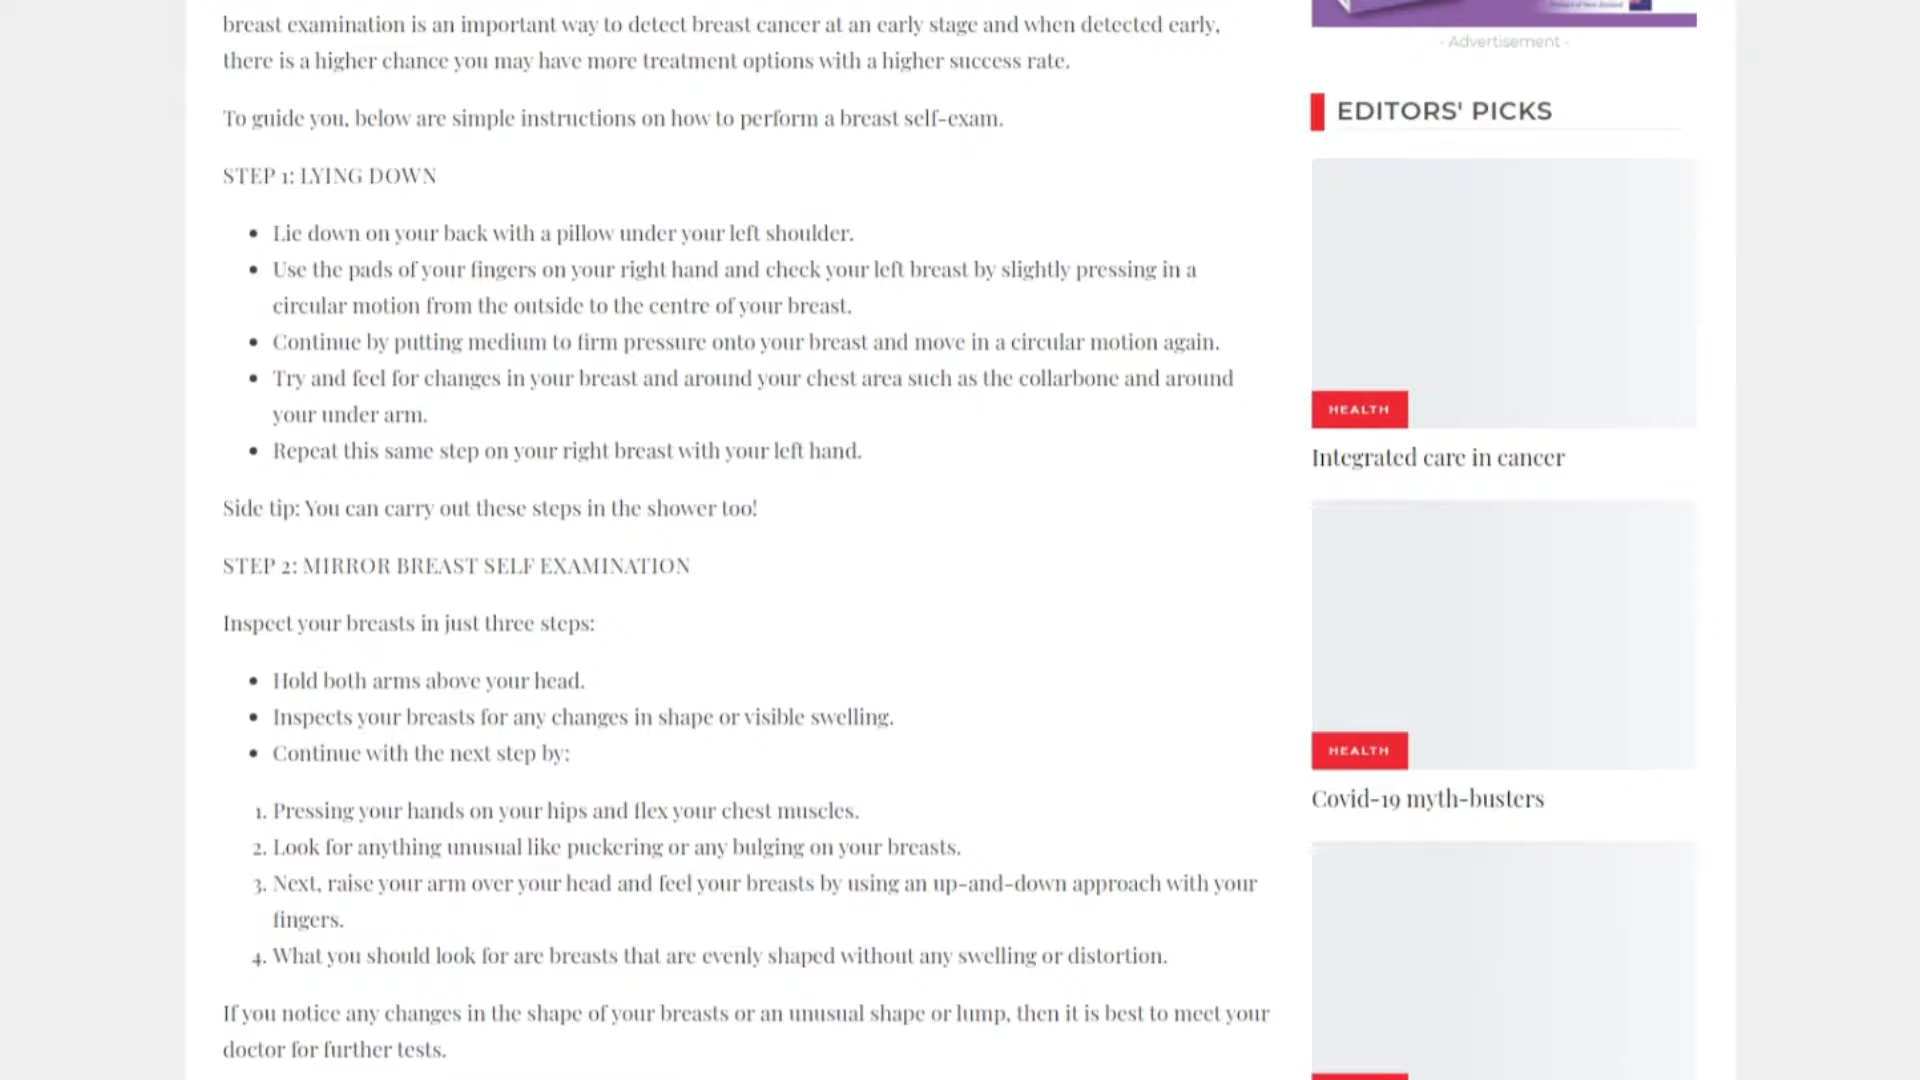 breast examination is an important way to detect breast cancer at an early stage and when detected early,
there is a higher chance you may have more treatment options with a higher success rate.
To guide you, below are simple instructions on how to perform a breast self-exam.
STEP 1: LYING DOWN
• Lie down on your back with a pillow under your left shoulder.
• Use the pads of your fingers on your right hand and check your left breast by slightly pressing in a
circular motion from the outside to the centre of your breast.
• Continue by putting medium to firm pressure onto your breast and move in a circular motion again.
• Try and feel for changes in your breast and around your chest area such as the collarbone and around
your under arm.
• Repeat this same step on your right breast with your left hand.
Side tip: You can carry out these steps in the shower too!
STEP 2: MIRROR BREAST SELF EXAMINATION
Inspect your breasts in just three steps:
• Hold both arms above your head.
• Inspects your breasts for any changes in shape or visible swelling.
• Continue with the next step by:
1. Pressing your hands on your hips and flex your chest muscles.
2. Look for anything unusual like puckering or any bulging on your breasts.
3. Next, raise your arm over your head and feel your breasts by using an up-and-down approach with your
fingers.
4. What you should look for are breasts that are evenly shaped without any swelling or distortion.
If you notice any changes in the shape of your breasts or an unusual shape or lump, then it is best to meet your
doctor for further tests.
Product of New Zealand
- Advertisement -
EDITORS' PICKS
HEALTH
Integrated care in cancer
HEALTH
Covid-19 myth-busters